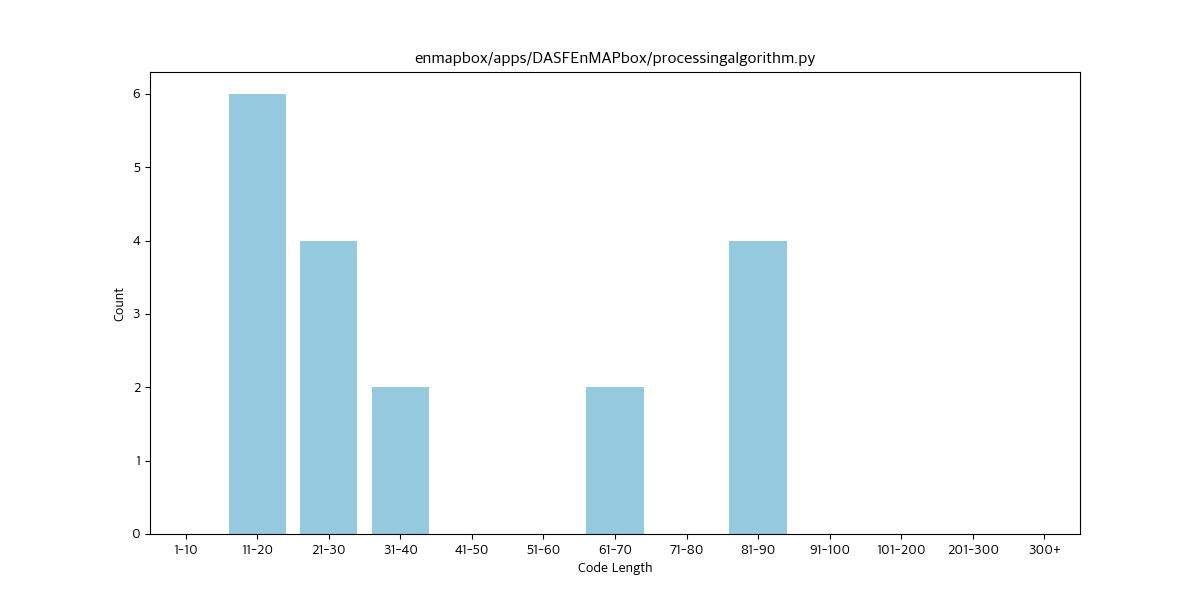 enmapbox/apps/DASFEnMAPbox/processingalgorithm.py
6
5
4
3
2
1
0
Count
1-10 11-20 21-30 31-40 41-50 51-60 61-70 71-80 81-90 91-100 101-200 201-300 300+
Code Length